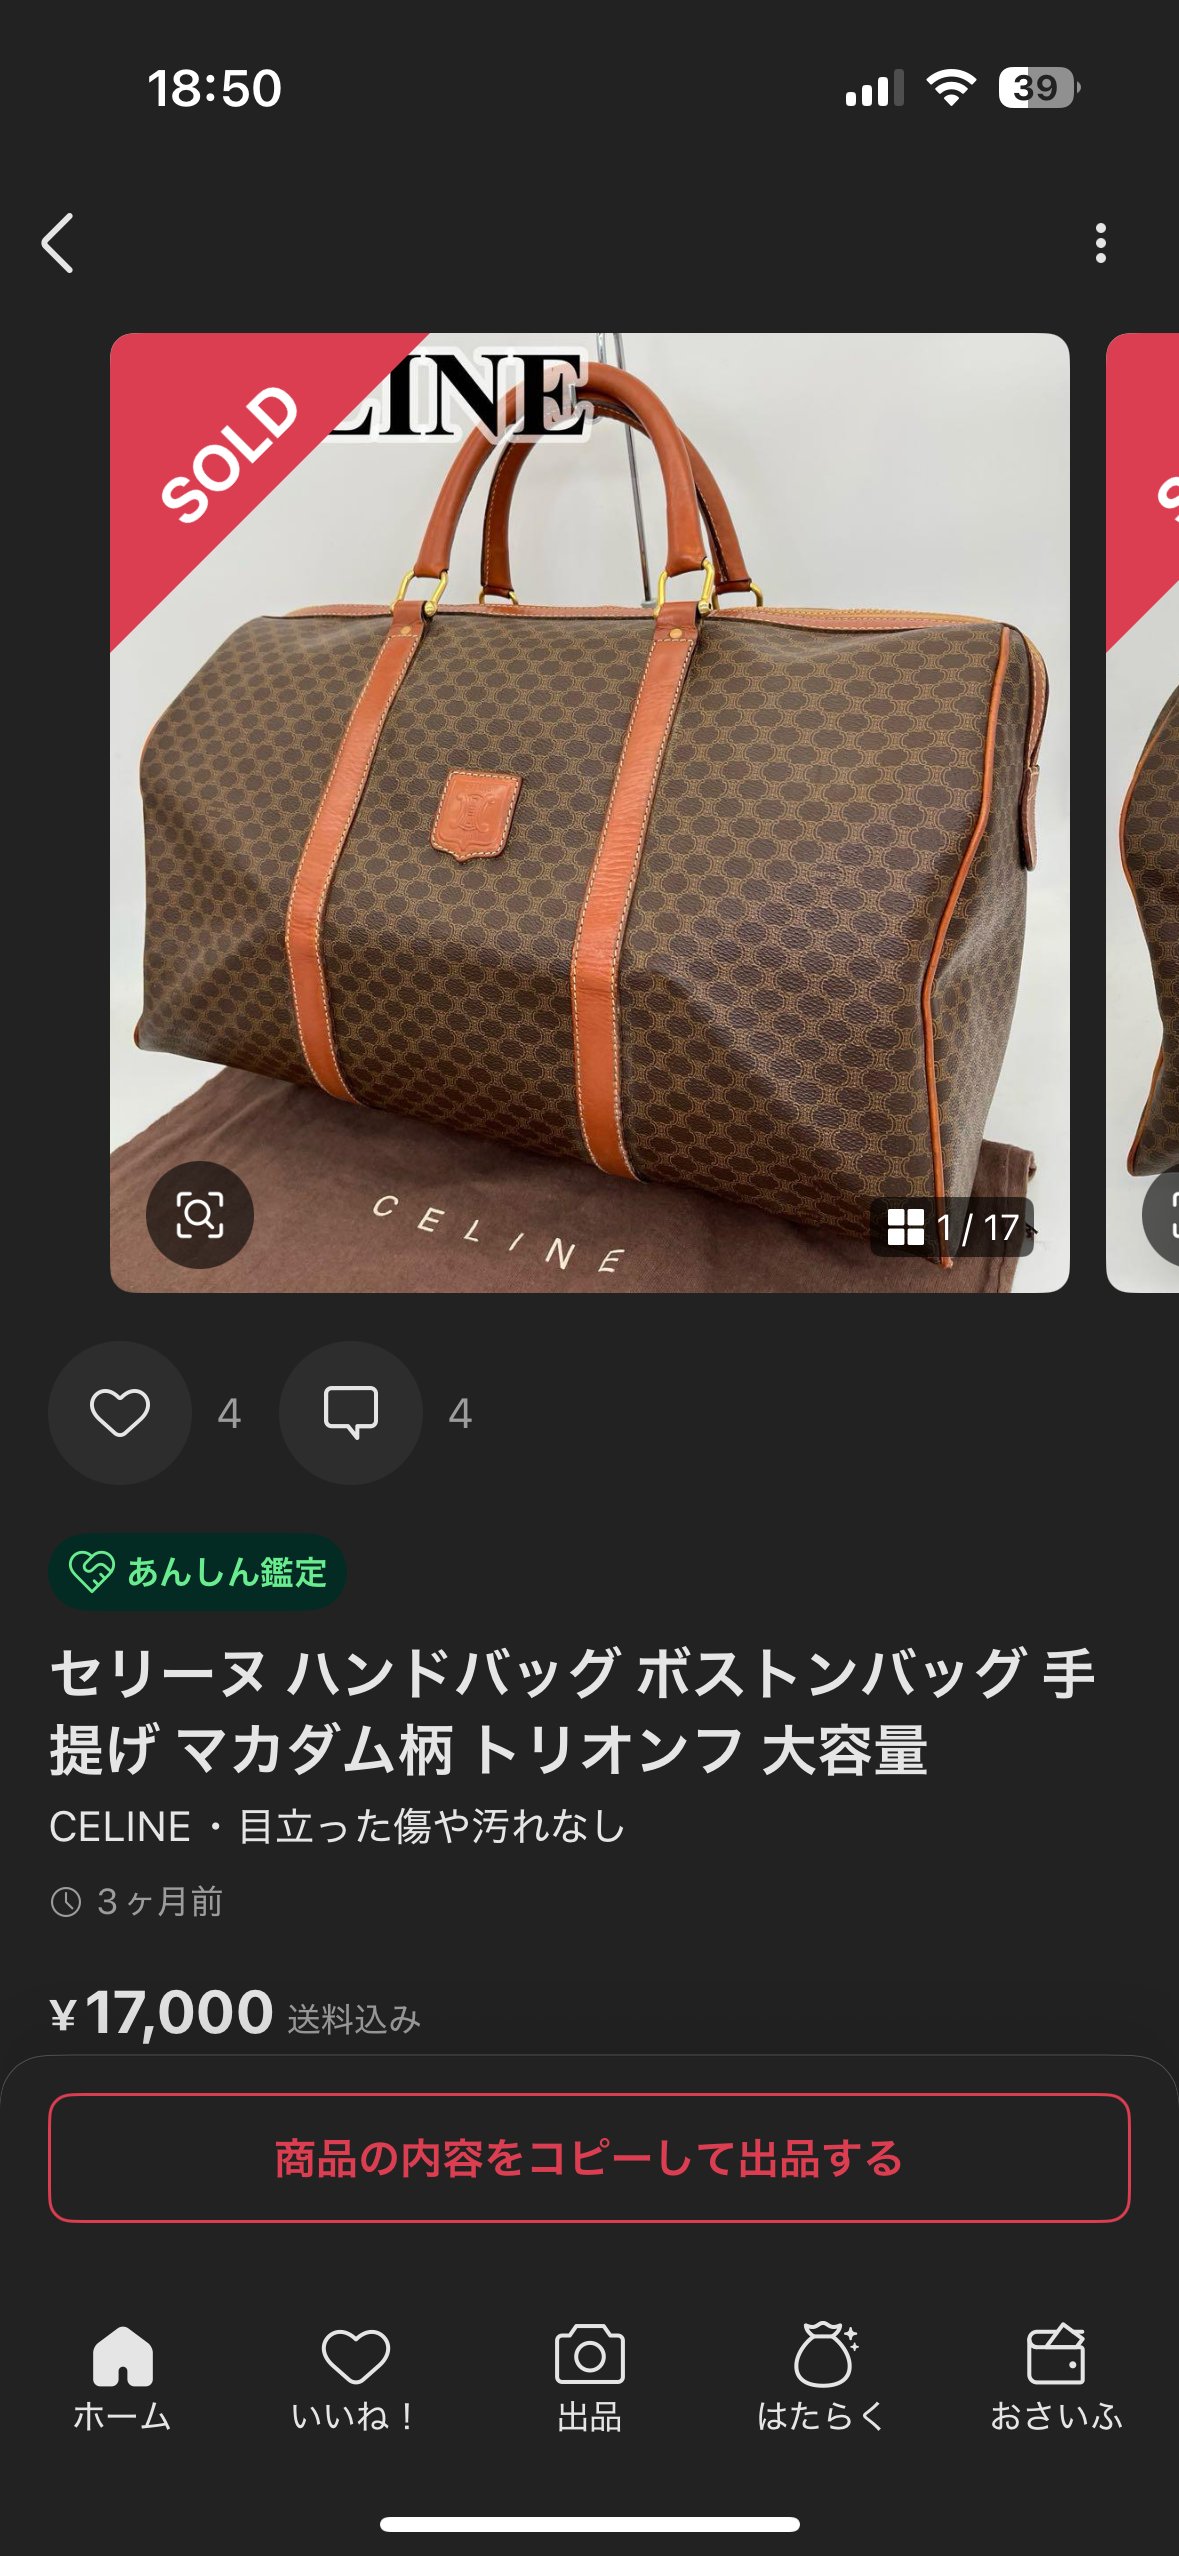 18:50
39
SOLD
LINE
CELINE
1 / 17
4
4
あんしん鑑定
セリーヌ ハンドバッグ ボストンバッグ 手
提げ マカダム柄 トリオンフ 大容量
CELINE・目立った傷や汚れなし
3ヶ月前
¥17,000 送料込み
商品の内容をコピーして出品する
ホーム
いいね！
出品
はたらく
おさいふ